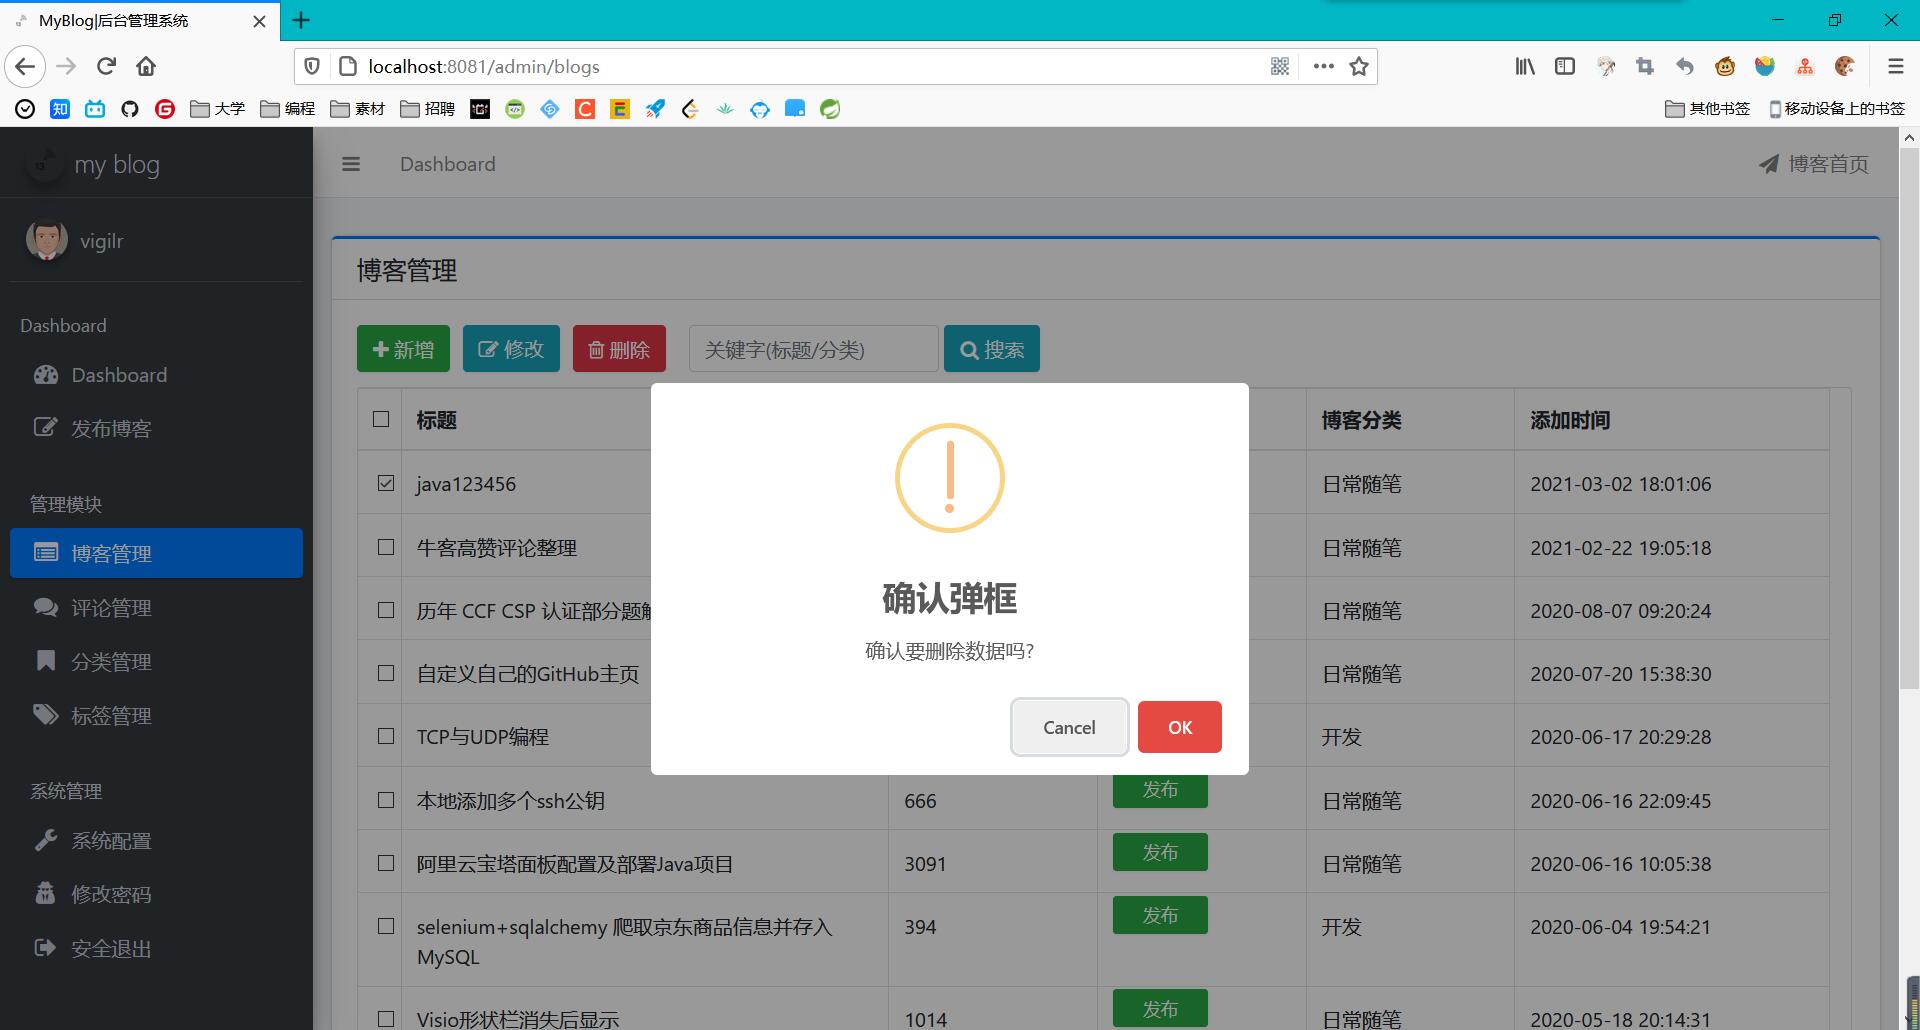 MyBlog|后台管理系统
localhost:8081/admin/blogs
知
大学
编程
素材
招聘
其他书签
移动设备上的书签
my blog
Dashboard
博客首页
vigilr
Dashboard
Dashboard
发布博客
管理模块
博客管理
评论管理
分类管理
标签管理
系统管理
系统配置
修改密码
安全退出
博客管理
新增
修改
删除
关键字(标题/分类)
搜索
标题
博客分类
添加时间
java123456
日常随笔
2021-03-02 18:01:06
牛客高赞评论整理
日常随笔
2021-02-22 19:05:18
历年 CCF CSP 认证部分题解
日常随笔
2020-08-07 09:20:24
自定义自己的GitHub主页
日常随笔
2020-07-20 15:38:30
TCP与UDP编程
开发
2020-06-17 20:29:28
本地添加多个ssh公钥
666
发布
日常随笔
2020-06-16 22:09:45
阿里云宝塔面板配置及部署Java项目
3091
发布
日常随笔
2020-06-16 10:05:38
selenium+sqlalchemy 爬取京东商品信息并存入
MySQL
394
发布
开发
2020-06-04 19:54:21
Visio形状栏消失后显示
1014
发布
日常随笔
2020-05-18 20:14:31
确认弹框
确认要删除数据吗?
Cancel
OK